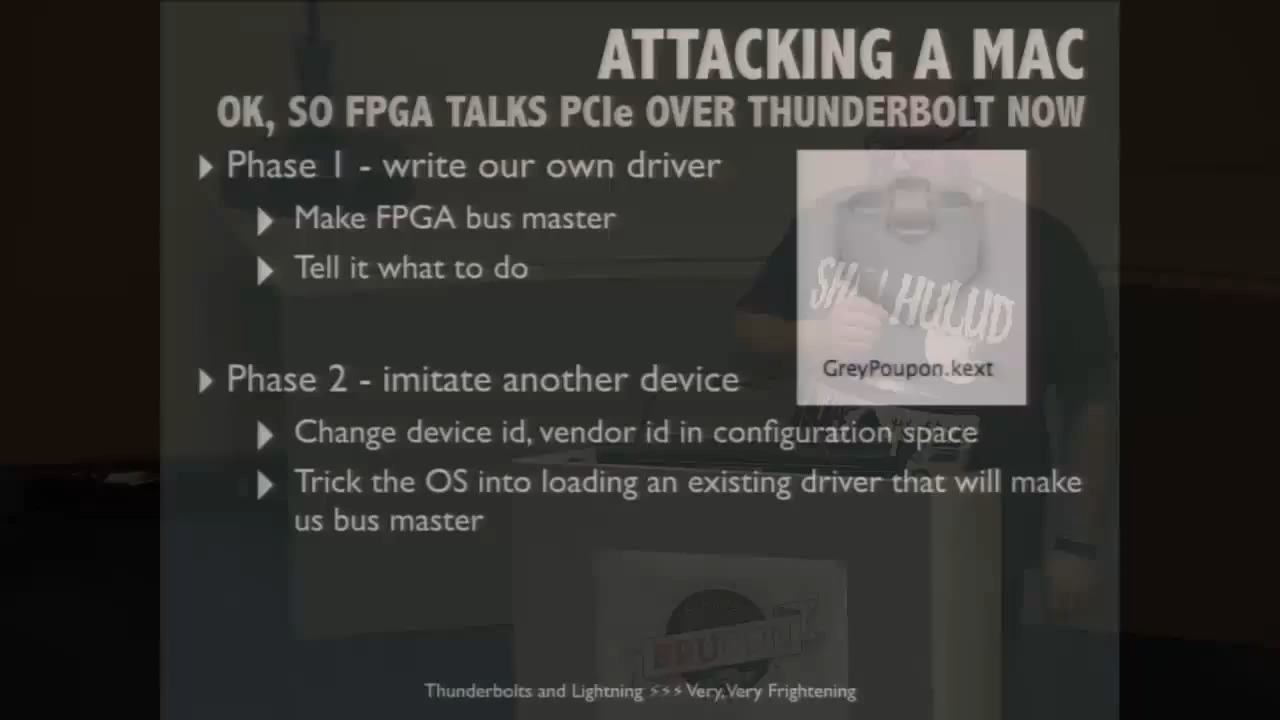 ATTACKING A MAC
OK, SO FPGA TALKS PCIe OVER THUNDERBOLT NOW
Phase 1 - write our own driver
Make FPGA bus master
Tell it what to do
HULUD
GreyPoupon.kext
Phase 2 - imitate another device
Change device id, vendor id in configuration space
Trick the OS into loading an existing driver that will make
us bus master
Thunderbolts and Lightning ⚡⚡⚡ Very, Very Frightening